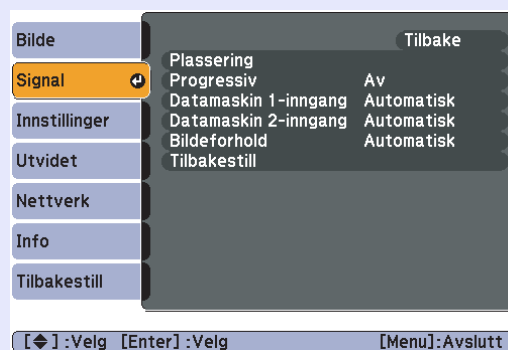 Bilde
Signal
Innstillinger
Utvidet
Nettverk
Info
Tilbakestill
Tilbake
Plassering
Progressiv Av
Datamaskin 1-inngang Automatisk
Datamaskin 2-inngang Automatisk
Bildeforhold Automatisk
Tilbakestill
[◆] :Velg [Enter] :Velg [Menu]:Avslutt